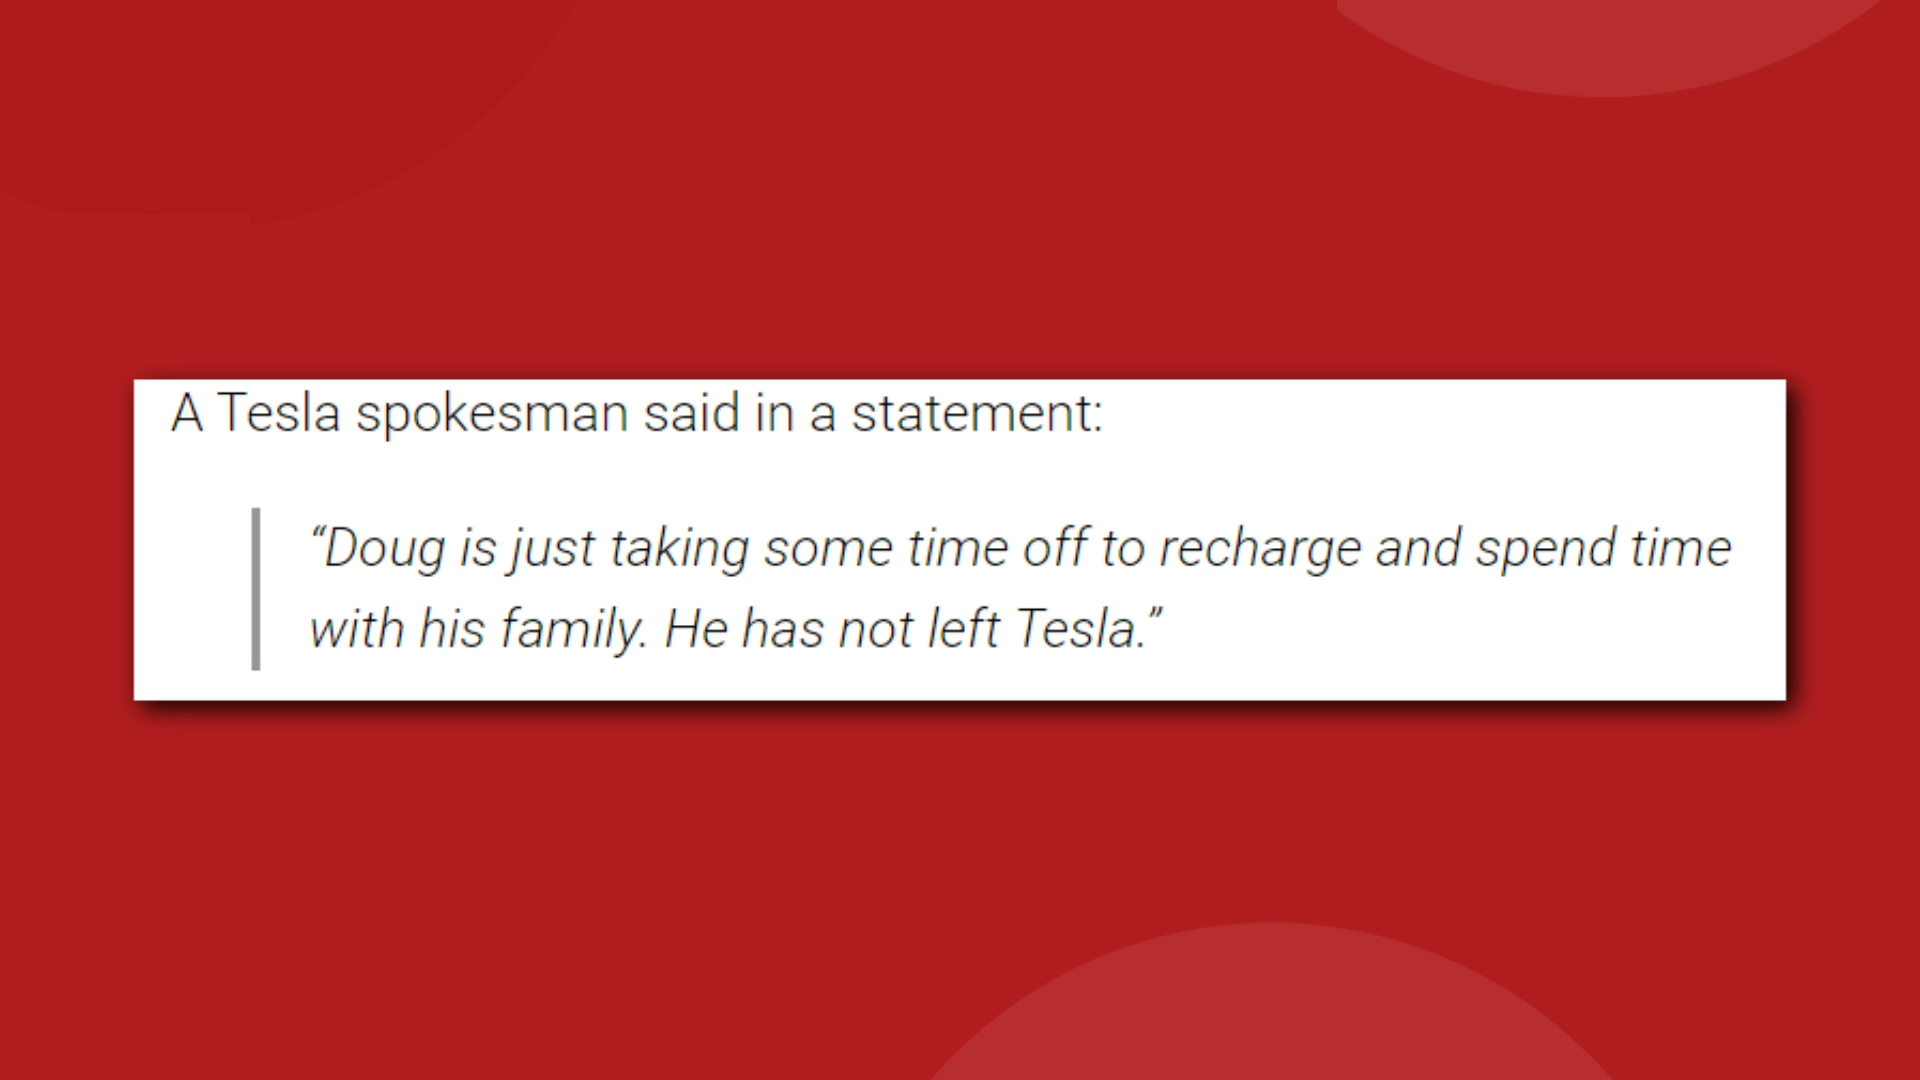 A Tesla spokesman said in a statement:
“Doug is just taking some time off to recharge and spend time
with his family. He has not left Tesla.”